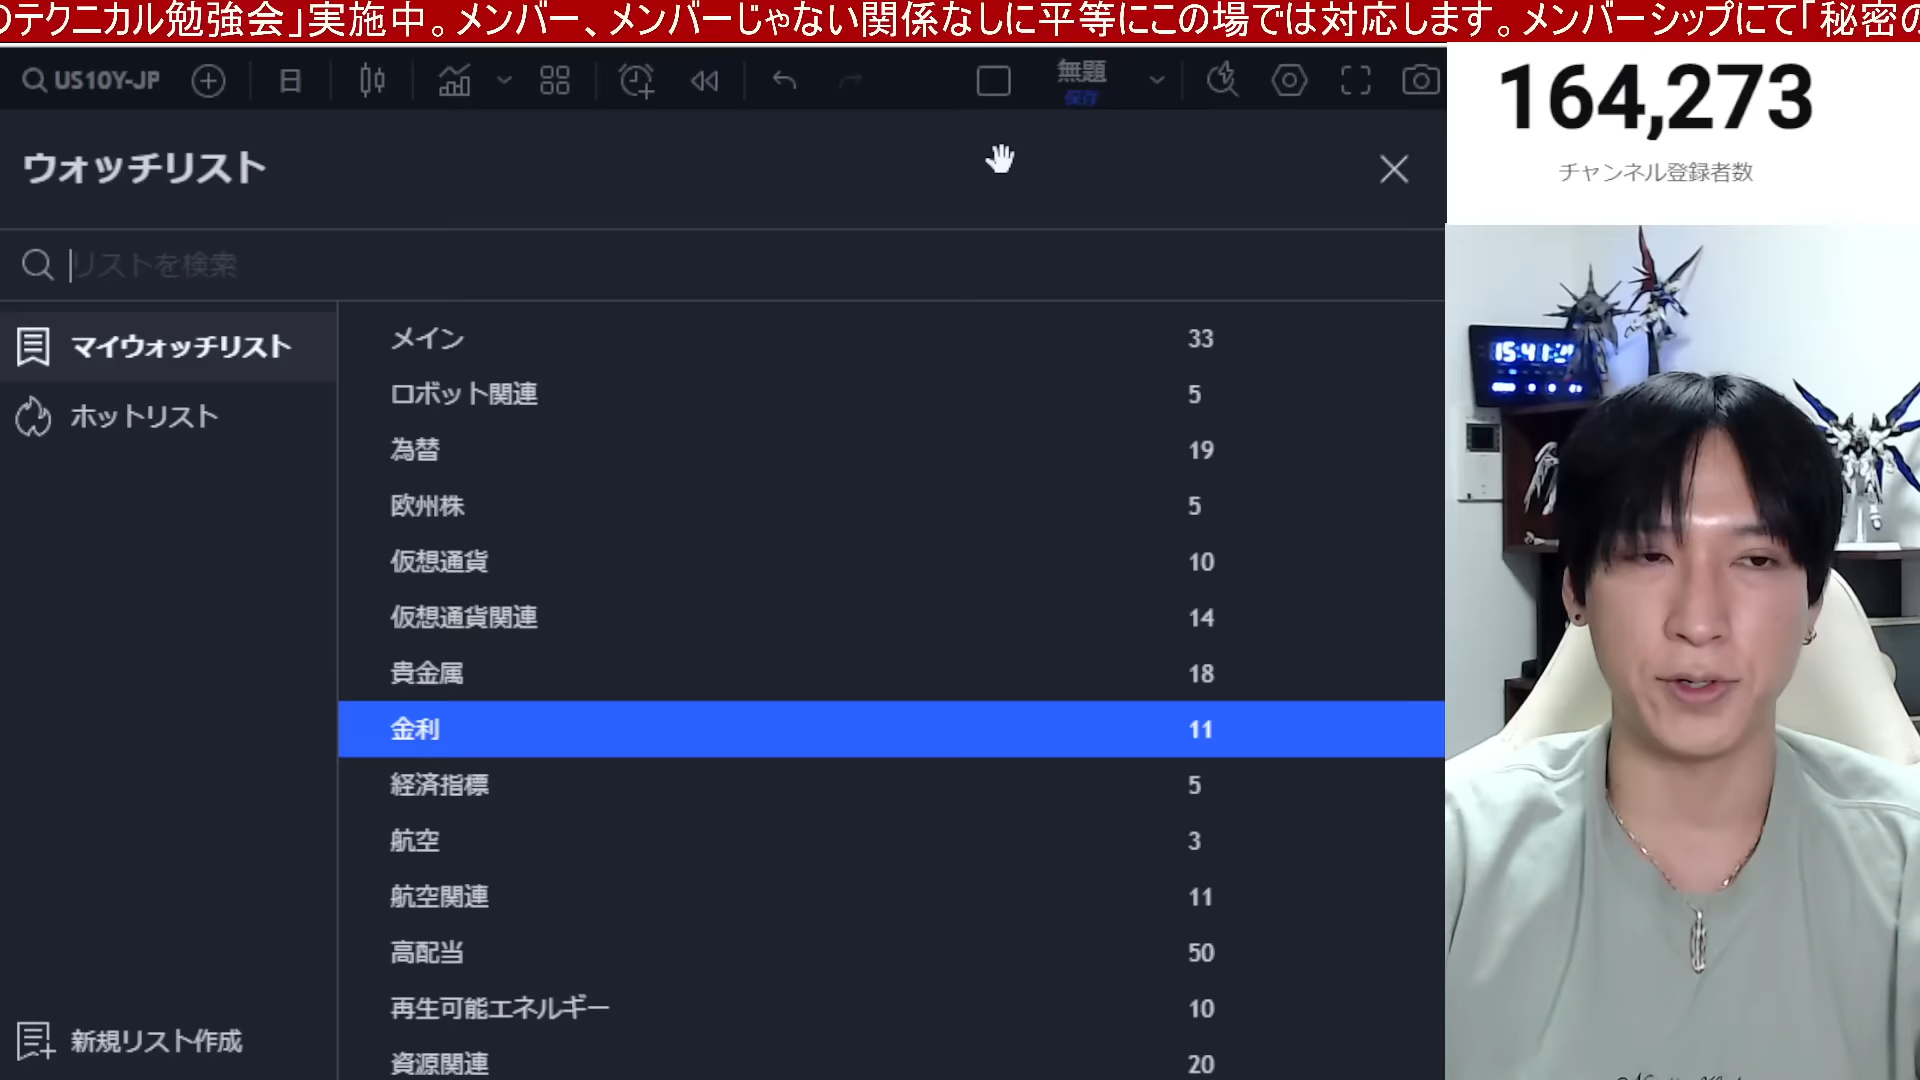 のテクニカル勉強会」実施中。メンバー、メンバーじゃない関係なしに平等にこの場では対応します。メンバーシップにて「秘密の
US10Y-JP
日
無題
保存
164,273
チャンネル登録者数
ウォッチリスト
リストを検索
マイウォッチリスト
ホットリスト
メイン 33
ロボット関連 5
為替 19
欧州株 5
仮想通貨 10
仮想通貨関連 14
貴金属 18
金利 11
経済指標 5
航空 3
航空関連 11
高配当 50
再生可能エネルギー 10
資源関連 20
新規リスト作成